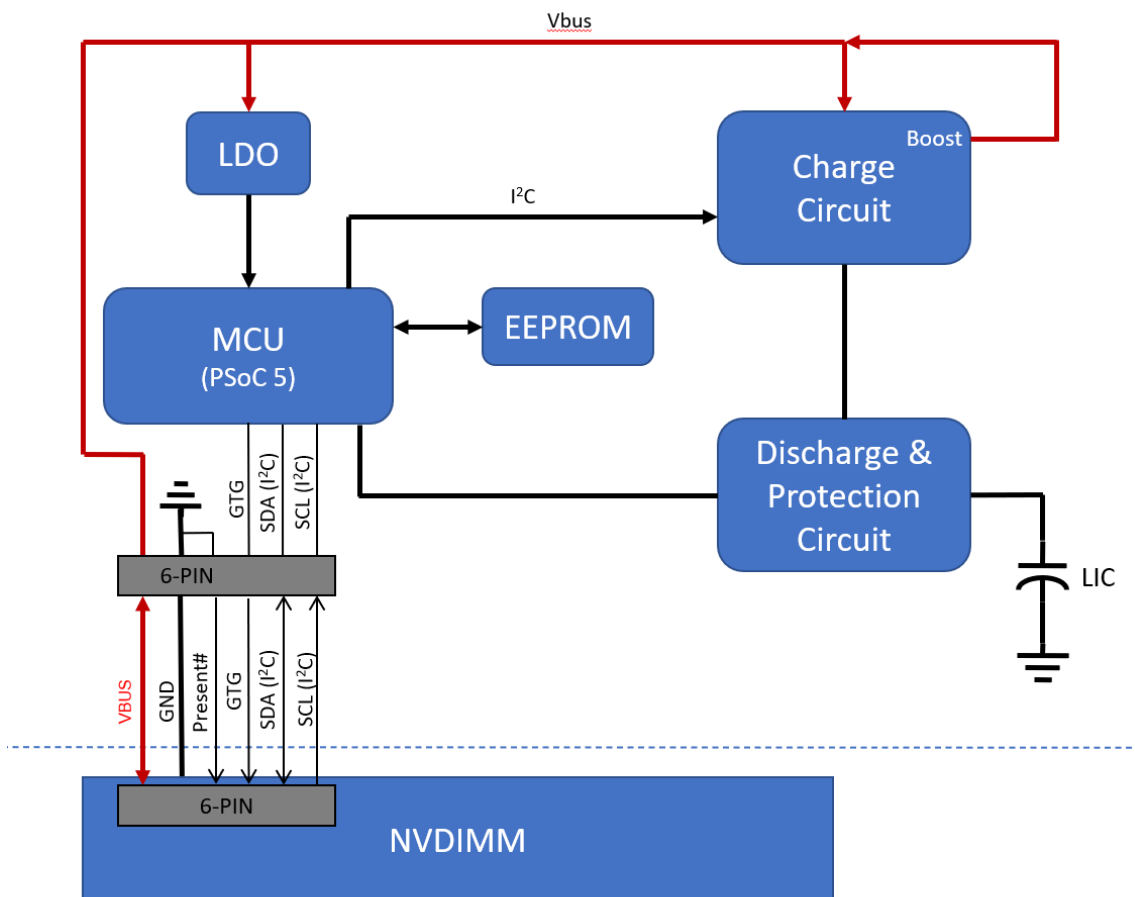 Vbus
LDO
Boost
Charge
Circuit
I²C
MCU
(PSoC 5)
EEPROM
GTG
SDA (I²C)
SCL (I²C)
Discharge &
Protection
Circuit
LIC
6-PIN
VBUS
GND
Present#
GTG
SDA (I²C)
SCL (I²C)
6-PIN
NVDIMM